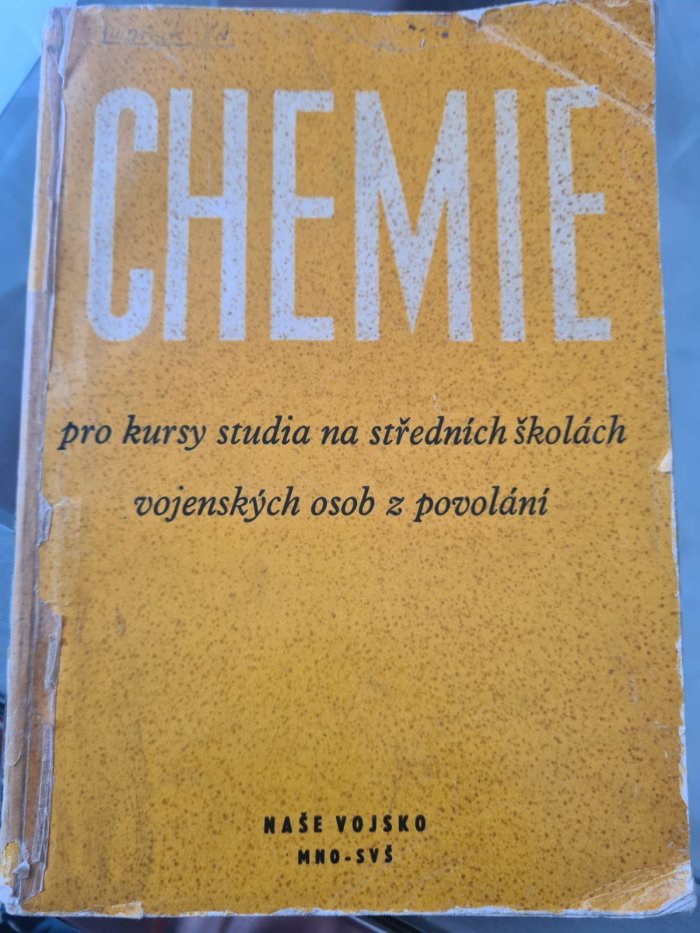 CHEMIE
pro kursy studia na středních školách
vojenských osob z povolání
NAŠE VOJSKO
MNO-SVŠ